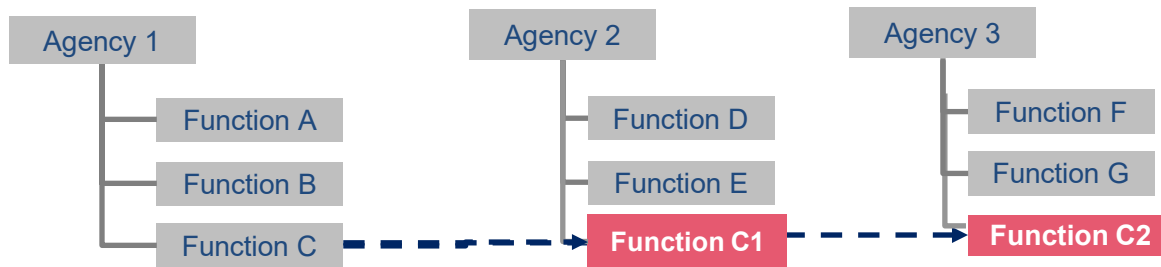 Agency 1
Function A
Function B
Function C
Agency 2
Function D
Function E
Function C1
Agency 3
Function F
Function G
Function C2